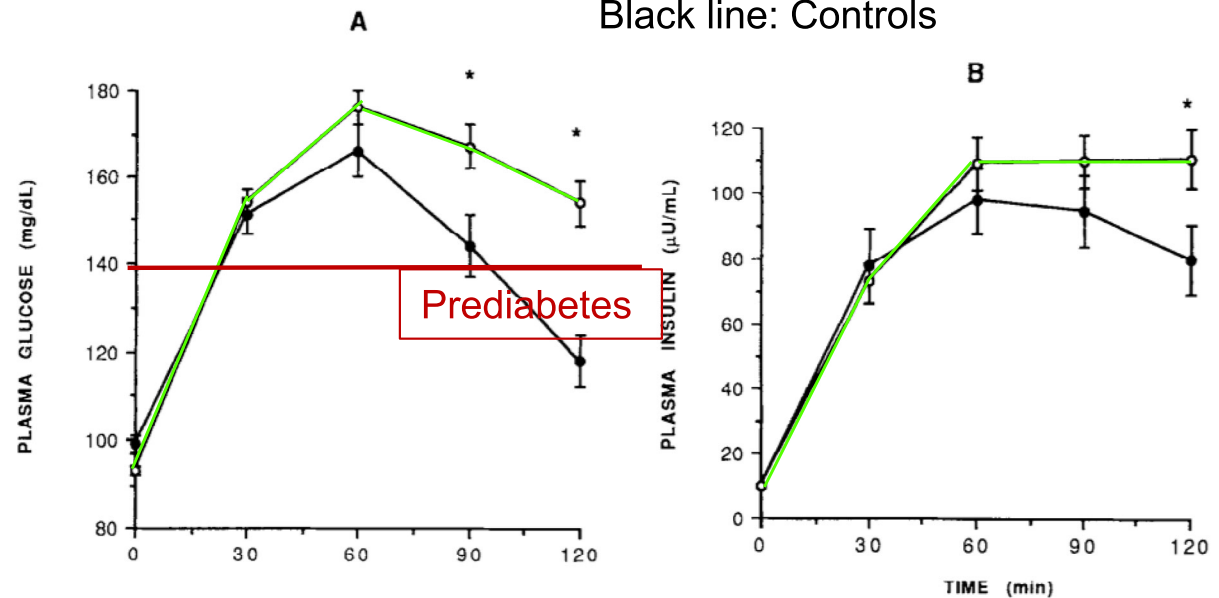 Black line: Controls
A
180
160
140
120
100
80
0 30 60 90 120
PLASMA GLUCOSE (mg/dL)
* *
Prediabetes
B
120
100
80
60
40
20
0
0 30 60 90 120
PLASMA INSULIN (μU/mL)
*
TIME (min)